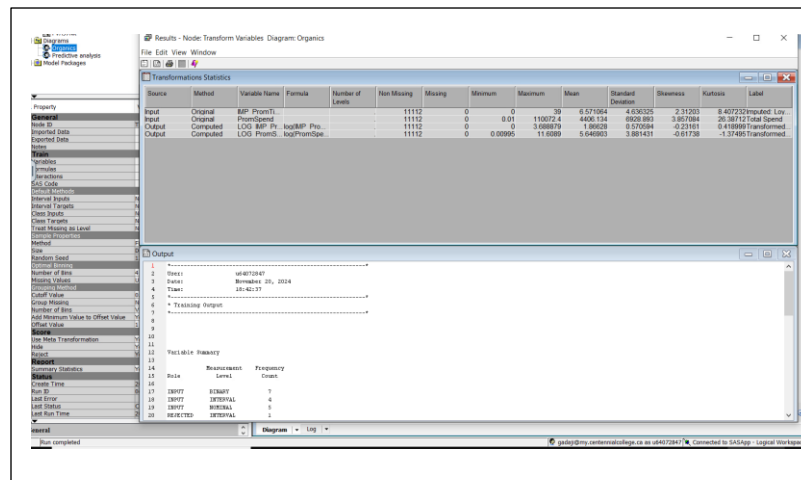 Diagrams
Organics
Predictive analysis
Model Packages
Property
General
Node ID
Imported Data
Exported Data
Notes
Train
Variables
Formulas
Interactions
SAS Code
Default Methods
Interval Inputs
Interval Targets
Class Inputs
Class Targets
Treat Missing as Level
Sample Properties
Method
Size
Random Seed
Optimal Binning
Number of Bins
Missing Values
Grouping Method
Cutoff Value
Group Missing
Number of Bins
Add Minimum Value to Offset Value
Offset Value
Score
Use Meta Transformation
Hide
Reject
Report
Summary Statistics
Status
Create Time
Run ID
Last Error
Last Status
Last Run Time
General
Run completed
Results - Node: Transform Variables Diagram: Organics
File Edit View Window
Transformations Statistics
Source Method Variable Name Formula Number of Levels Non Missing Missing Minimum Maximum Mean Standard Deviation Skewness Kurtosis Label
Input Original IMP_PromTi... . 11112 0 0 39 6.571064 4.636325 2.31203 8.407232 Imputed: Loy...
Input Original PromSpend . 11112 0 0.01 110072.4 4406.134 6928.893 3.857084 26.38712 Total Spend
Output Computed LOG_IMP_Pr... log(IMP_Pro... . 11112 0 0 3.688879 1.86628 0.570594 -0.23161 0.418999 Transformed...
Output Computed LOG_PromS... log(PromSpe... . 11112 0 0.00995 11.6089 5.646803 3.881431 -0.61738 -1.37495 Transformed...
Output
1 *------------------------------------------------------------*
2 User: u64072847
3 Date: November 20, 2024
4 Time: 18:42:37
5 *------------------------------------------------------------*
6 * Training Output
7 *------------------------------------------------------------*
8
9
10
11
12 Variable Summary
13
14 Measurement Frequency
15 Role Level Count
16
17 INPUT BINARY 7
18 INPUT INTERVAL 4
19 INPUT NOMINAL 5
20 REJECTED INTERVAL 1
Diagram Log
gadeji@my.centennialcollege.ca as u64072847 Connected to SASApp - Logical Workspace